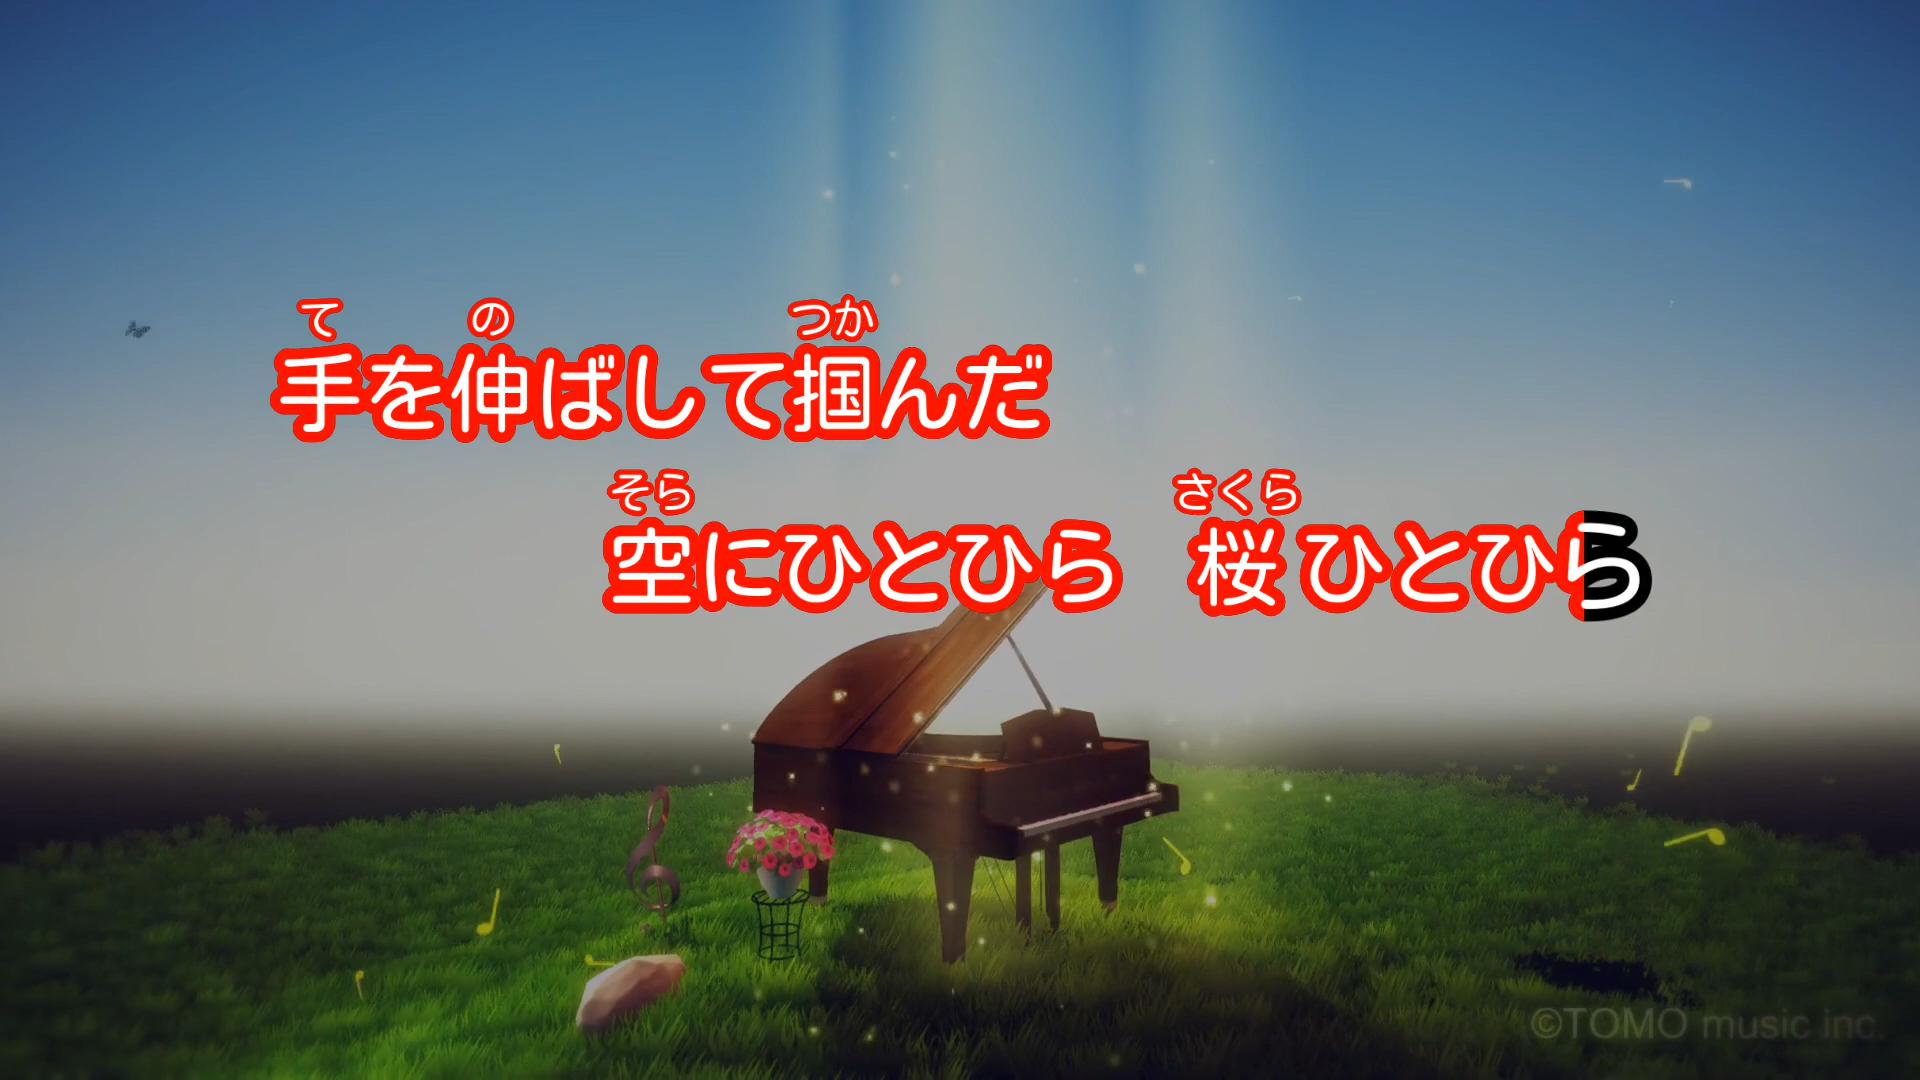 て の つか
手を伸ばして掴んだ
そら さくら
空にひとひら 桜ひとひら
©TOMO music inc.